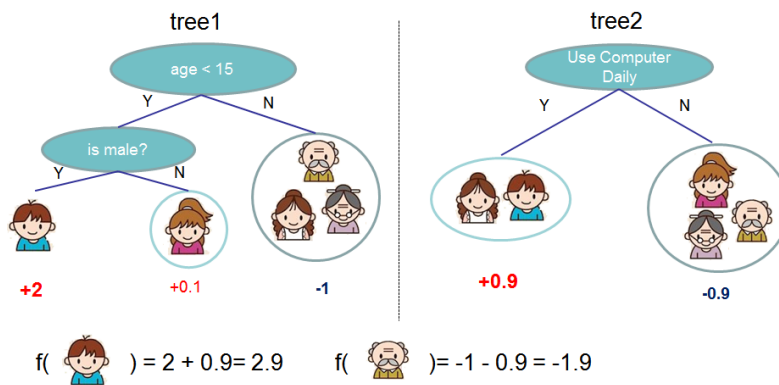 tree1
age < 15
Y
N
is male?
Y
N
+2
+0.1
-1
tree2
Use Computer
Daily
Y
N
+0.9
-0.9
f( ) = 2 + 0.9= 2.9
f( )= -1 - 0.9 = -1.9